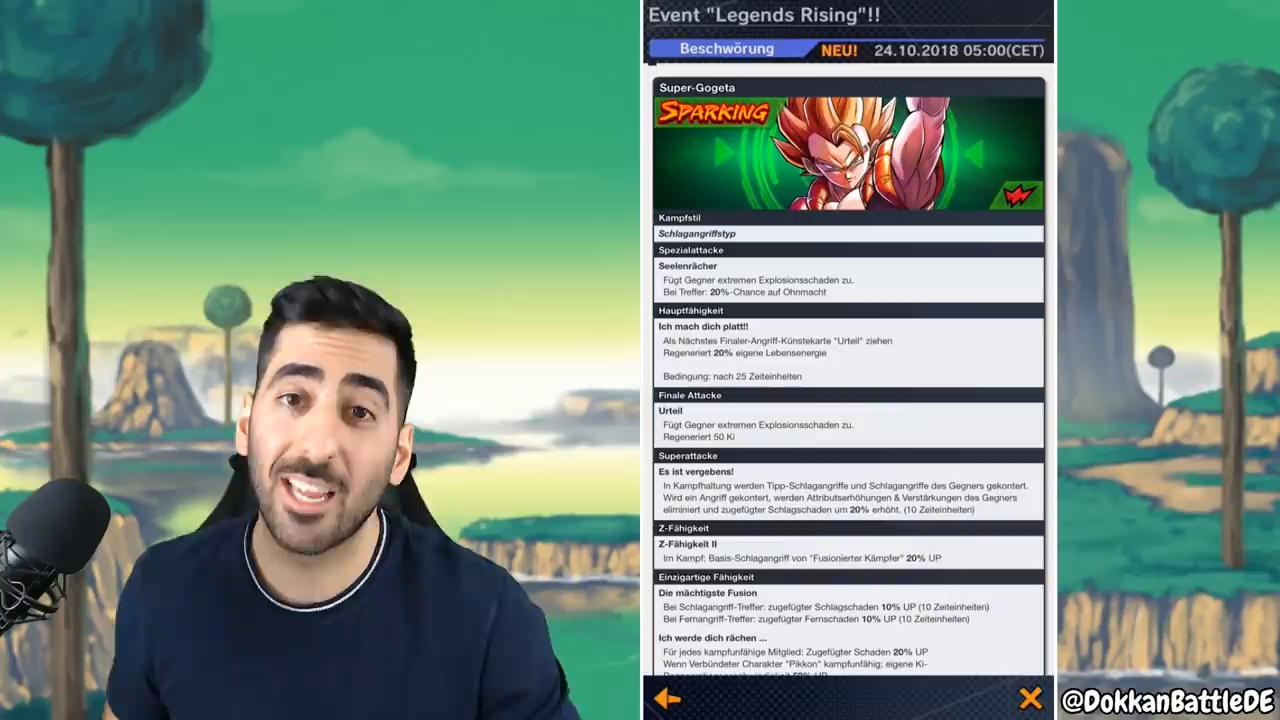 Event "Legends Rising"!!
Beschwörung NEU! 24.10.2018 05:00(CET)
Super-Gogeta
SPARKING
Kampfstil
Schlagangriffstyp
Spezialattacke
Seelenrächer
Fügt Gegner extremen Explosionsschaden zu.
Bei Treffer: 20%-Chance auf Ohnmacht
Hauptfähigkeit
Ich mach dich platt!!
Als Nächstes Finaler-Angriff-Künstekarte "Urteil" ziehen
Regeneriert 20% eigene Lebensenergie
Bedingung: nach 25 Zeiteinheiten
Finale Attacke
Urteil
Fügt Gegner extremen Explosionsschaden zu.
Regeneriert 50 Ki
Superattacke
Es ist vergebens!
In Kampfhaltung werden Tipp-Schlagangriffe und Schlagangriffe des Gegners gekontert.
Wird ein Angriff gekontert, werden Attributserhöhungen & Verstärkungen des Gegners
eliminiert und zugefügter Schlagschaden um 20% erhöht. (10 Zeiteinheiten)
Z-Fähigkeit
Z-Fähigkeit II
Im Kampf: Basis-Schlagangriff von "Fusionierter Kämpfer" 20% UP
Einzigartige Fähigkeit
Die mächtigste Fusion
Bei Schlagangriff-Treffer: zugefügter Schlagschaden 10% UP (10 Zeiteinheiten)
Bei Fernangriff-Treffer: zugefügter Fernschaden 10% UP (10 Zeiteinheiten)
Ich werde dich rächen ...
Für jedes kampfunfähige Mitglied: Zugefügter Schaden 20% UP
Wenn Verbündeter Charakter "Pikkon" kampfunfähig: eigene Ki-
@DokkanBattleDE